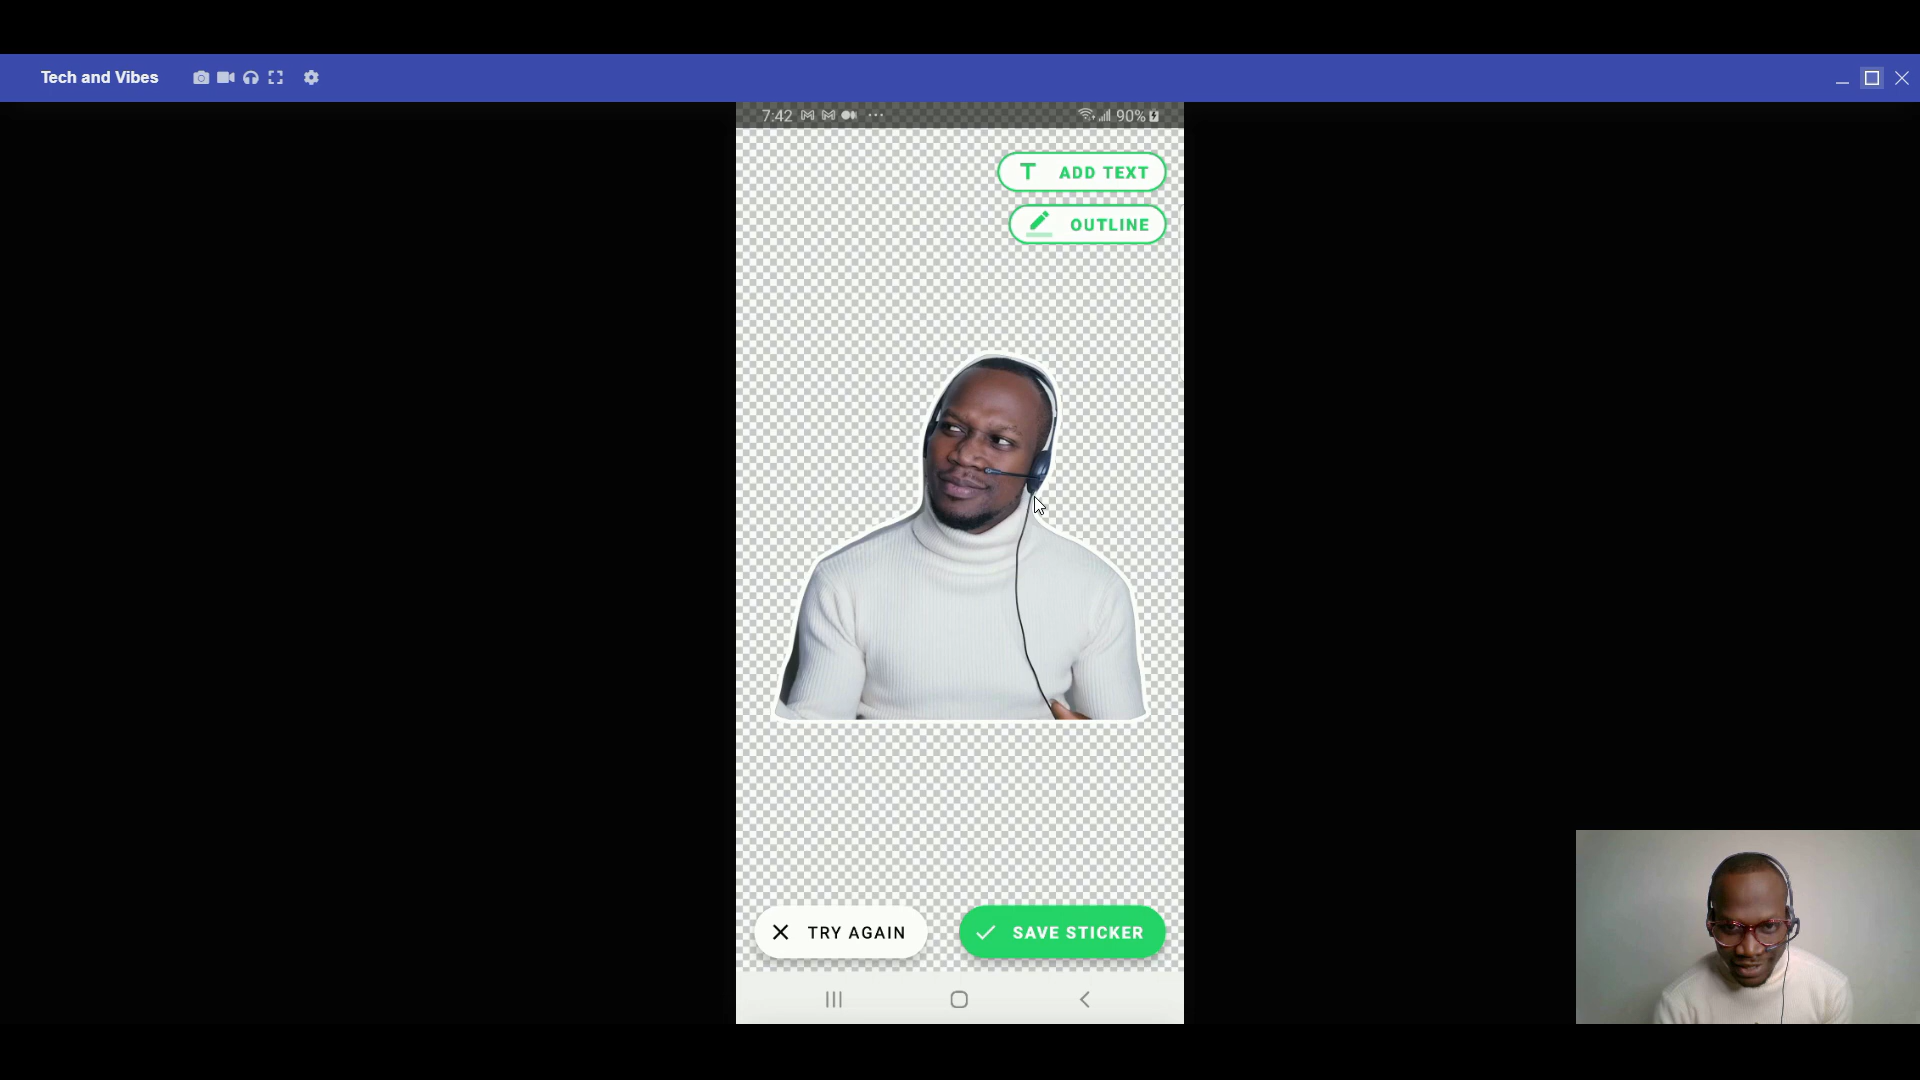 Tech and Vibes
7:42
90%
ADD TEXT
OUTLINE
TRY AGAIN
SAVE STICKER